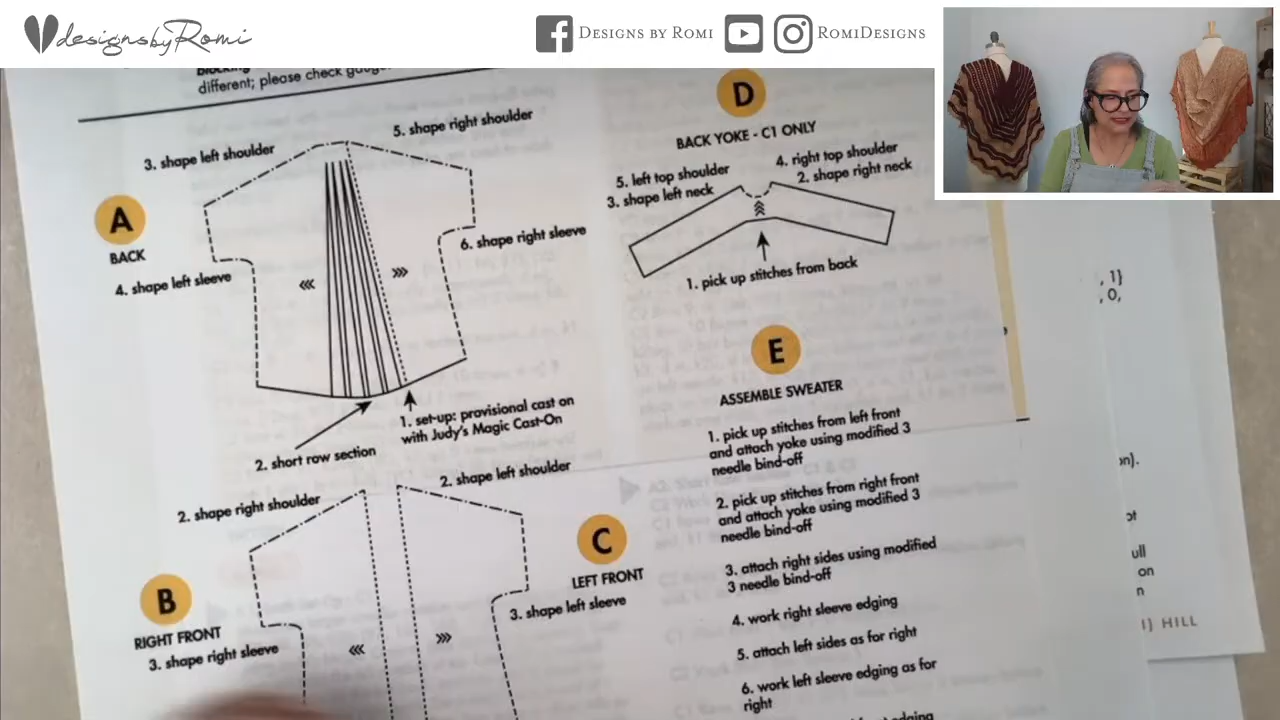 designsbyRomi
DESIGNS BY ROMI
ROMIDESIGNS
different; please check
3. shape left shoulder
5. shape right shoulder
A
BACK
4. shape left sleeve
6. shape right sleeve
1. set-up: provisional cast on
with Judy's Magic Cast-On
2. short row section
D
BACK YOKE - C1 ONLY
5. left top shoulder
3. shape left neck
4. right top shoulder
2. shape right neck
1. pick up stitches from back
E
ASSEMBLE SWEATER
1. pick up stitches from left front
and attach yoke using modified 3
needle bind-off
2. pick up stitches from right front
and attach yoke using modified 3
needle bind-off
3. attach right sides using modified
3 needle bind-off
4. work right sleeve edging
5. attach left sides as for right
6. work left sleeve edging as for
right
2. shape right shoulder
2. shape left shoulder
B
RIGHT FRONT
3. shape right sleeve
C
LEFT FRONT
3. shape left sleeve
, 1}
, 0,
on).
ot
ull
on
n
HILL